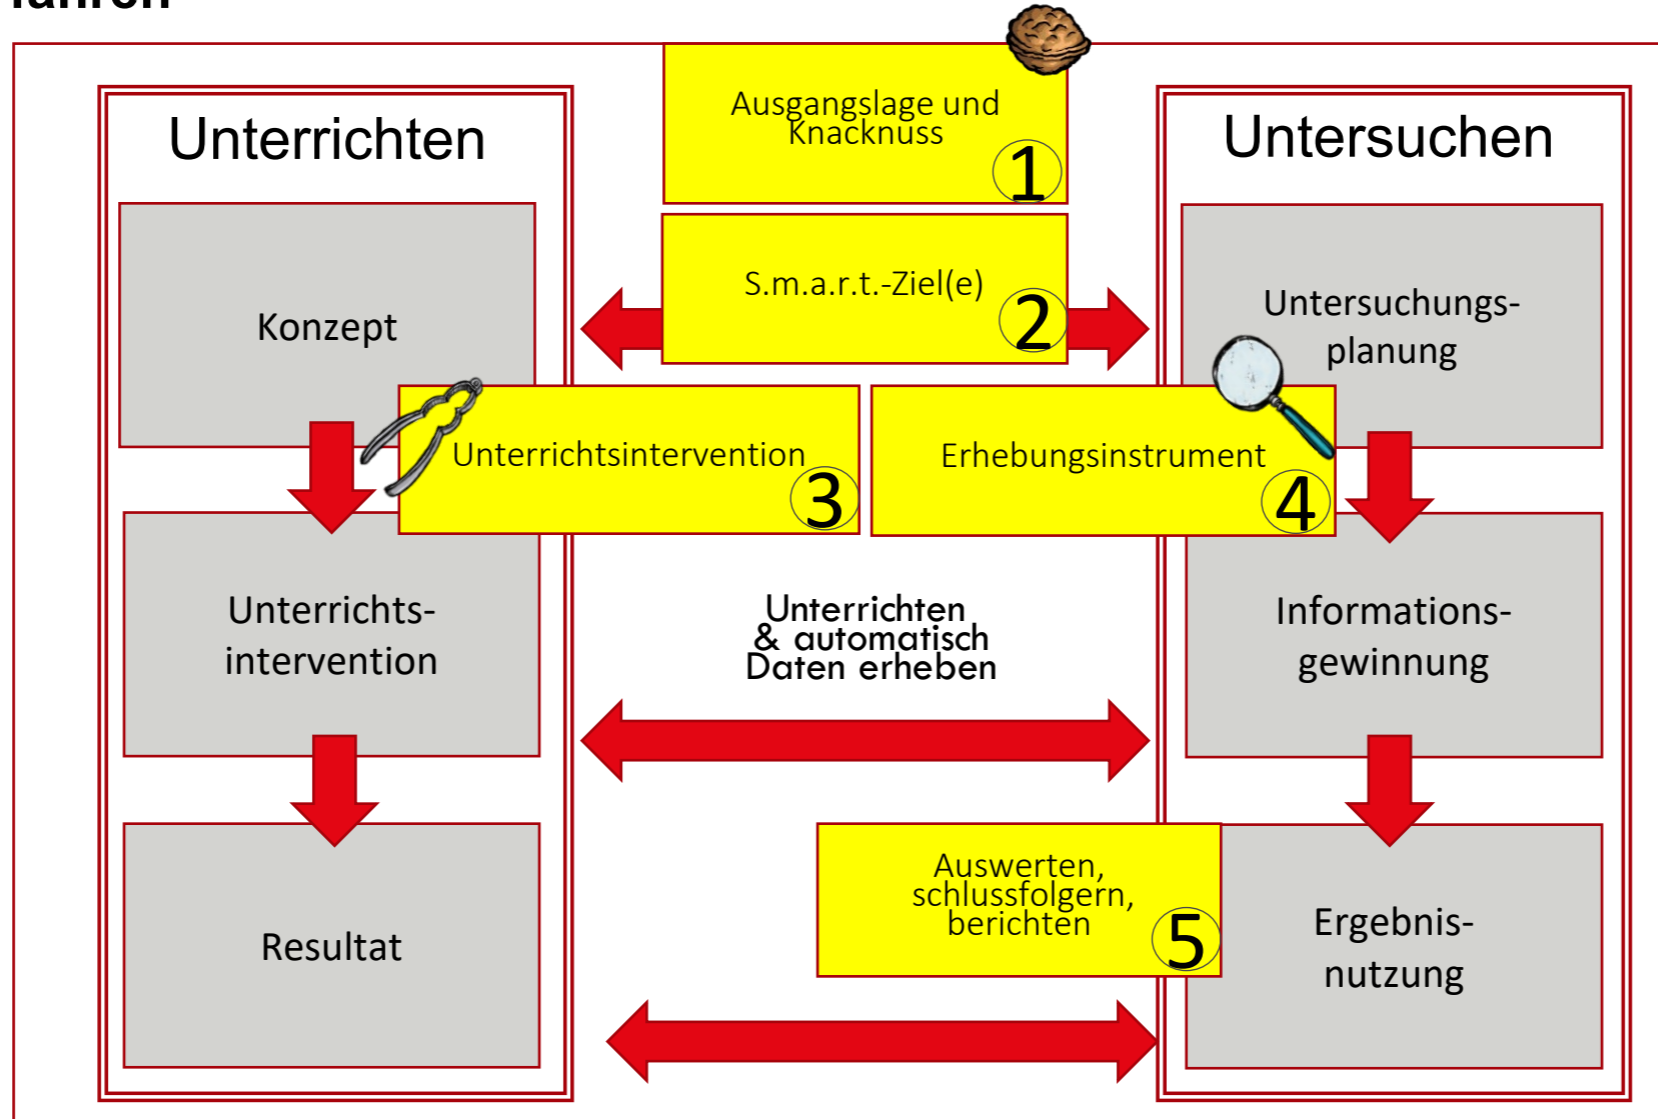 Ausgangslage und
Knacknuss
1
Unterrichten
Untersuchen
S.m.a.r.t.-Ziel(e)
2
Konzept
Untersuchungs-
planung
Unterrichtsintervention
3
Erhebungsinstrument
4
Unterrichts-
intervention
Unterrichten
& automatisch
Daten erheben
Informations-
gewinnung
Resultat
Auswerten,
schlussfolgern,
berichten
5
Ergebnis-
nutzung